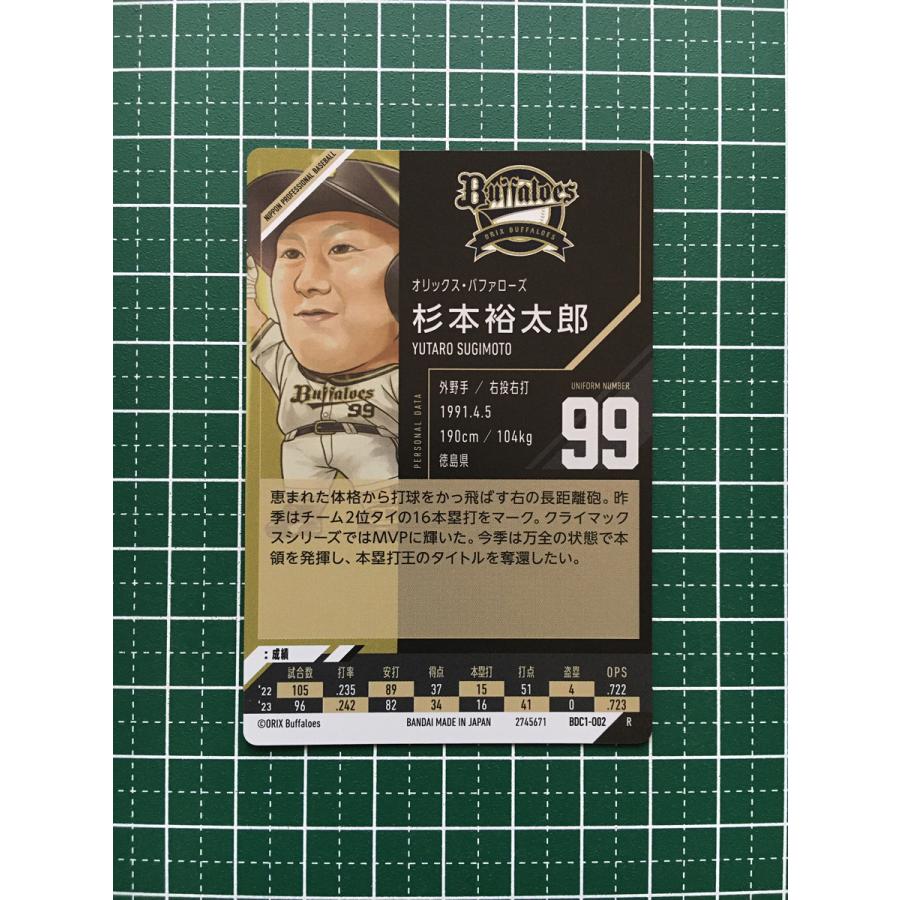 NIPPON PROFESSIONAL BASEBALL
Buffaloes
ORIX BUFFALOES
オリックス・バファローズ
杉本裕太郎
YUTARO SUGIMOTO
Buffaloes
99
PERSONAL DATA
外野手 / 右投右打
1991.4.5
190cm / 104kg
徳島県
UNIFORM NUMBER
99
恵まれた体格から打球をかっ飛ばす右の長距離砲。昨
季はチーム2位タイの16本塁打をマーク。クライマック
スシリーズではMVPに輝いた。今季は万全の状態で本
領を発揮し、本塁打王のタイトルを奪還したい。
:成績
試合数 打率 安打 得点 本塁打 打点 盗塁 OPS
'22 105 .235 89 37 15 51 4 .722
'23 96 .242 82 34 16 41 0 .723
©ORIX Buffaloes BANDAI MADE IN JAPAN 2745671 BDC1-002 R